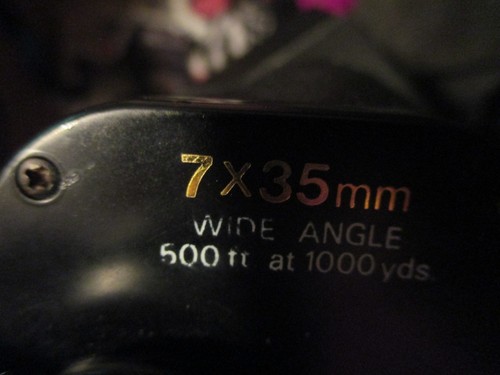 7x35mm
WIDE ANGLE
500 ft at 1000 yds.